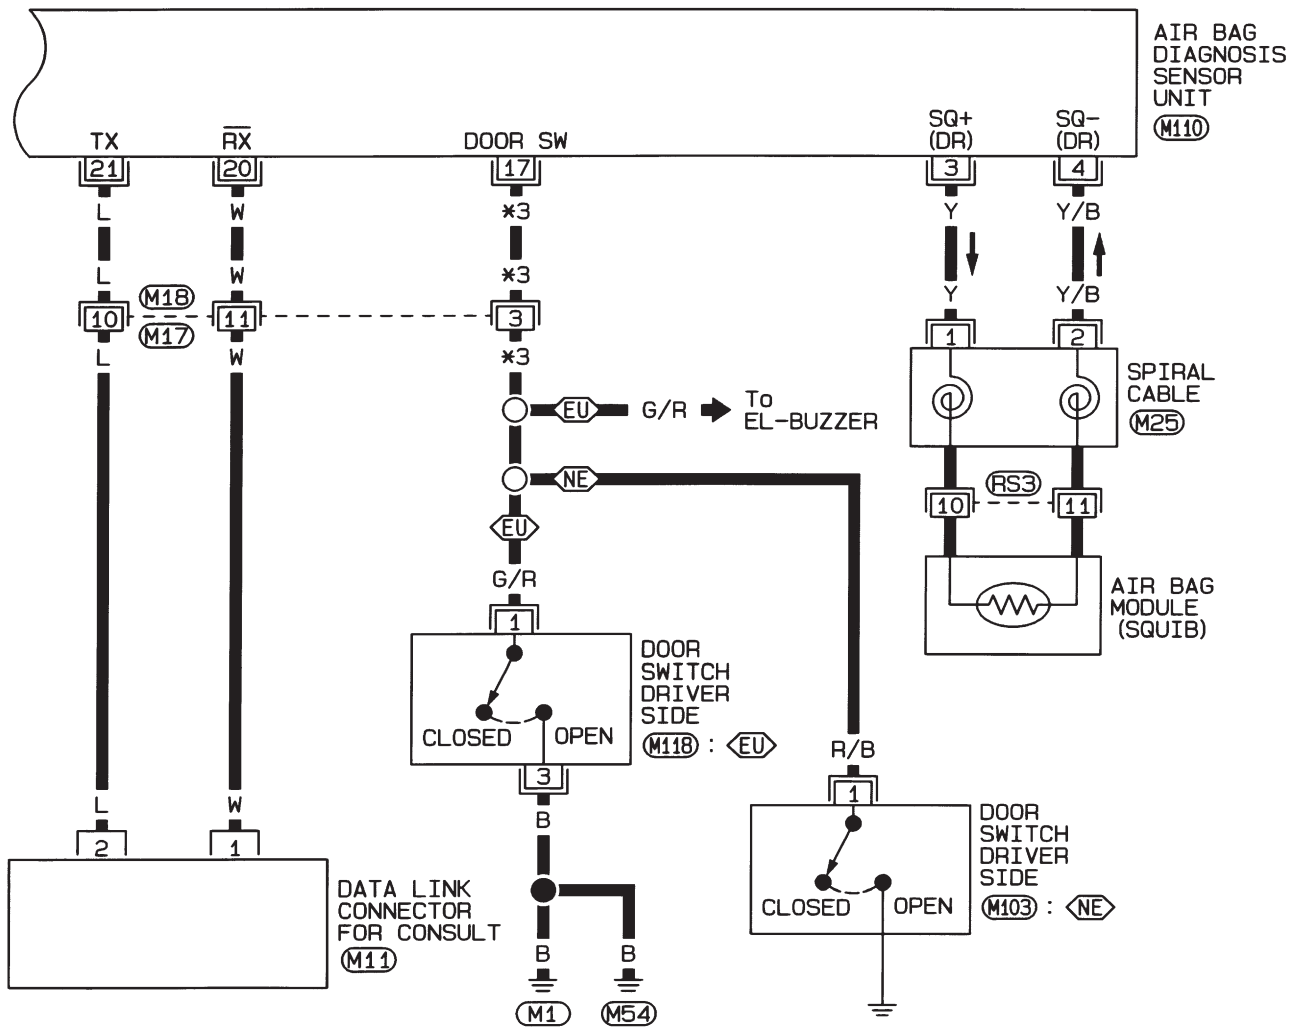 AIR BAG
DIAGNOSIS
SENSOR
UNIT
M110
TX
RX
DOOR SW
SQ+
(DR)
SQ-
(DR)
21
20
17
3
4
L
W
*3
Y
Y/B
L
W
*3
Y
Y/B
M18
10
11
3
M17
1
2
L
W
*3
SPIRAL
CABLE
M25
EU
G/R
To
EL-BUZZER
NE
RS3
10
11
EU
G/R
AIR BAG
MODULE
(SQUIB)
1
DOOR
SWITCH
DRIVER
SIDE
M118 : EU
CLOSED
OPEN
R/B
3
1
L
W
B
DOOR
SWITCH
DRIVER
SIDE
M103 : NE
CLOSED
OPEN
2
1
DATA LINK
CONNECTOR
FOR CONSULT
M11
B
B
M1
M54